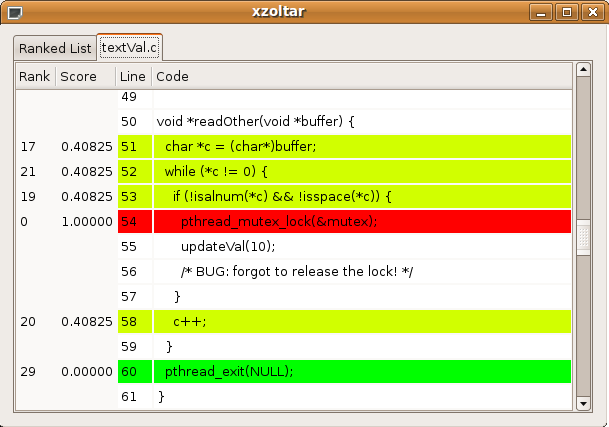 xzoltar
Ranked List textVal.c
Rank Score Line Code
49
50 void *readOther(void *buffer) {
17 0.40825 51 char *c = (char*)buffer;
21 0.40825 52 while (*c != 0) {
19 0.40825 53 if (!isalnum(*c) && !isspace(*c)) {
0 1.00000 54 pthread_mutex_lock(&mutex);
55 updateVal(10);
56 /* BUG: forgot to release the lock! */
57 }
20 0.40825 58 c++;
59 }
29 0.00000 60 pthread_exit(NULL);
61 }